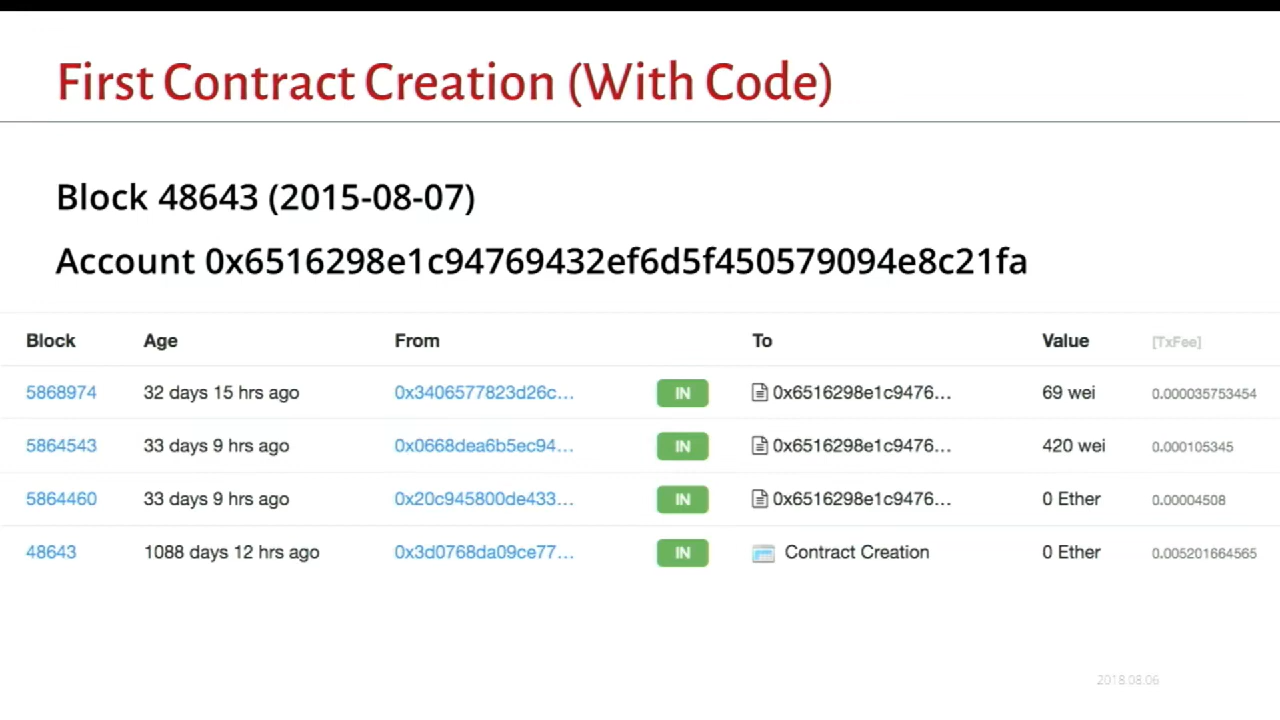 First Contract Creation (With Code)
Block 48643 (2015-08-07)
Account 0x6516298e1c94769432ef6d5f450579094e8c21fa
Block Age From To Value [TxFee]
5868974 32 days 15 hrs ago 0x3406577823d26c... IN 0x6516298e1c9476... 69 wei 0.000035753454
5864543 33 days 9 hrs ago 0x0668dea6b5ec94... IN 0x6516298e1c9476... 420 wei 0.000105345
5864460 33 days 9 hrs ago 0x20c945800de433... IN 0x6516298e1c9476... 0 Ether 0.00004508
48643 1088 days 12 hrs ago 0x3d0768da09ce77... IN Contract Creation 0 Ether 0.005201664565
2018.08.06